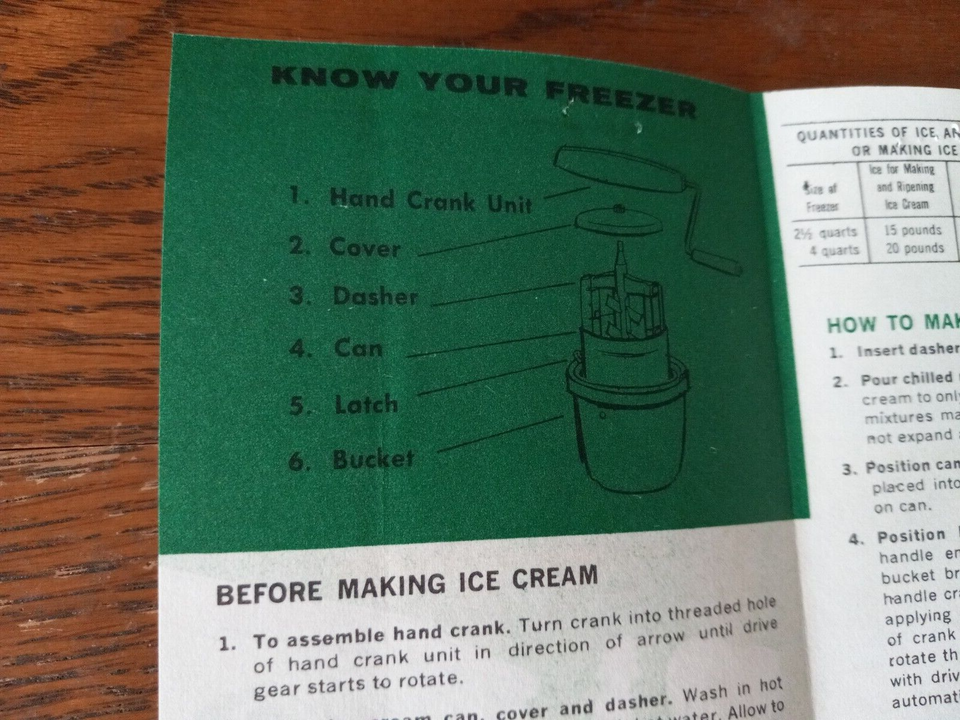 KNOW YOUR FREEZER
1. Hand Crank Unit
2. Cover
3. Dasher
4. Can
5. Latch
6. Bucket
BEFORE MAKING ICE CREAM
1. To assemble hand crank. Turn crank into threaded hole
of hand crank unit in direction of arrow until drive
gear starts to rotate.
can, cover and dasher. Wash in hot
water. Allow to
QUANTITIES OF ICE, AN
OR MAKING ICE
Size of Freezer
Ice for Making
and Ripening
Ice Cream
2½ quarts 15 pounds
4 quarts 20 pounds
HOW TO MAK
1. Insert dasher
2. Pour chilled
cream to only
mixtures ma
not expand
3. Position can
placed into
on can.
4. Position
handle en
bucket br
handle cra
applying
of crank
rotate th
with driv
automati